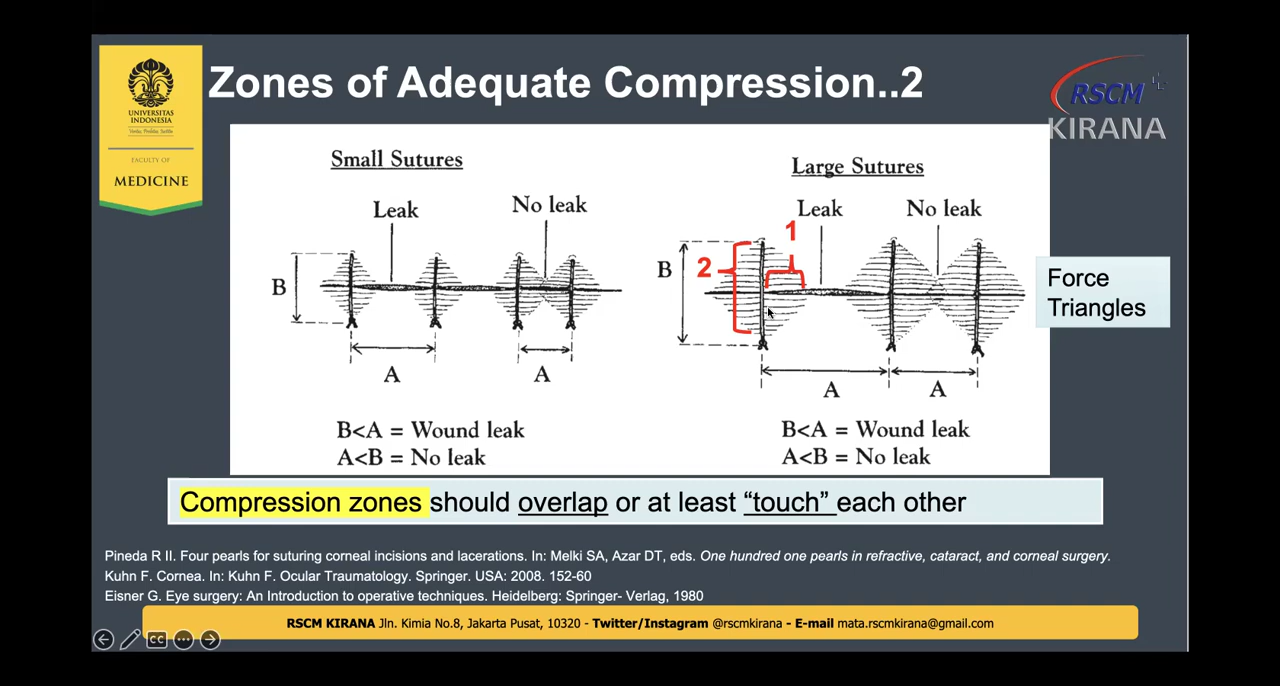 Zones of Adequate Compression..2
UNIVERSITAS
INDONESIA
Veritas, Probitas, Iustitia
FACULTY OF
MEDICINE
RSCM
KIRANA
Small Sutures
Leak
No leak
B
A
A
B<A = Wound leak
A<B = No leak
Large Sutures
Leak
No leak
1
B
2
A
A
B<A = Wound leak
A<B = No leak
Force
Triangles
Compression zones should overlap or at least “touch” each other
Pineda R II. Four pearls for suturing corneal incisions and lacerations. In: Melki SA, Azar DT, eds. One hundred one pearls in refractive, cataract, and corneal surgery.
Kuhn F. Cornea. In: Kuhn F. Ocular Traumatology. Springer. USA: 2008. 152-60
Eisner G. Eye surgery: An Introduction to operative techniques. Heidelberg: Springer- Verlag, 1980
RSCM KIRANA Jln. Kimia No.8, Jakarta Pusat, 10320 - Twitter/Instagram @rscmkirana - E-mail mata.rscmkirana@gmail.com
CC